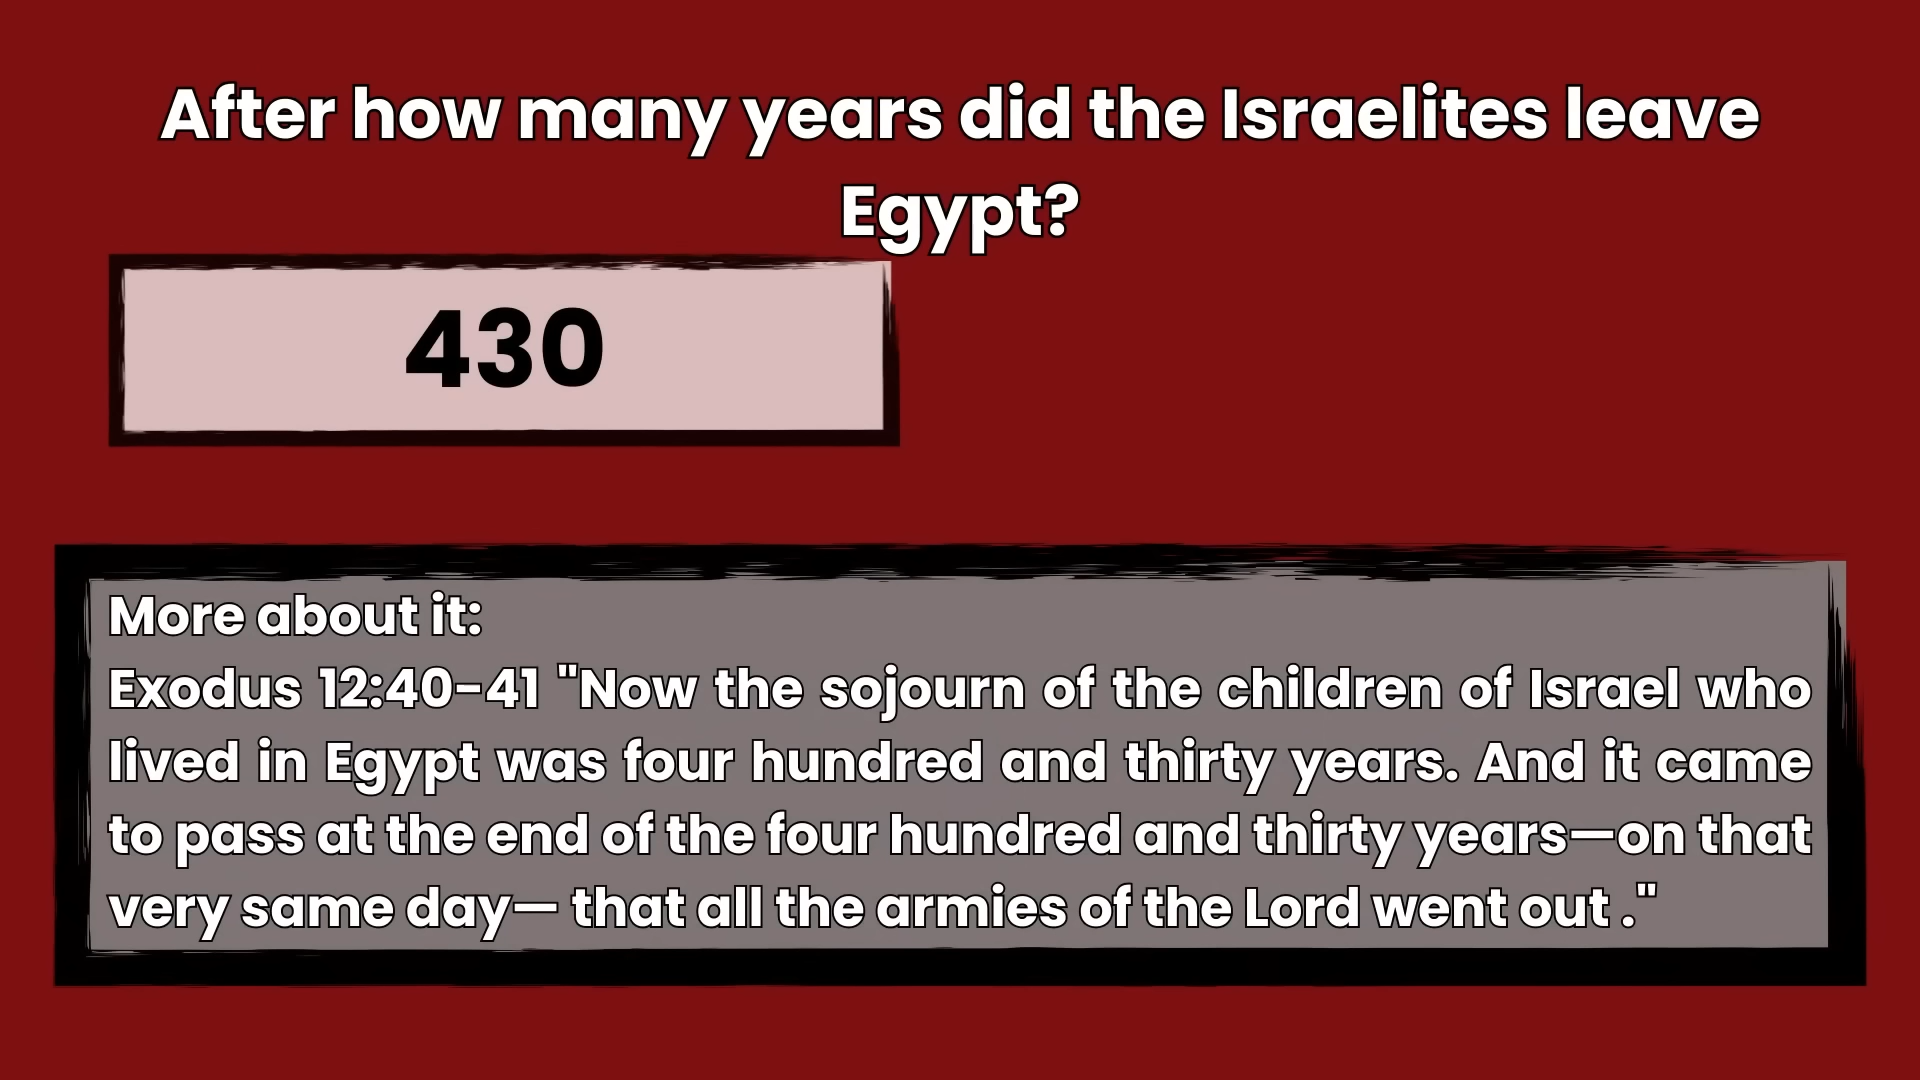 After how many years did the Israelites leave
Egypt?
430
More about it:
Exodus 12:40-41 "Now the sojourn of the children of Israel who
lived in Egypt was four hundred and thirty years. And it came
to pass at the end of the four hundred and thirty years—on that
very same day— that all the armies of the Lord went out ."